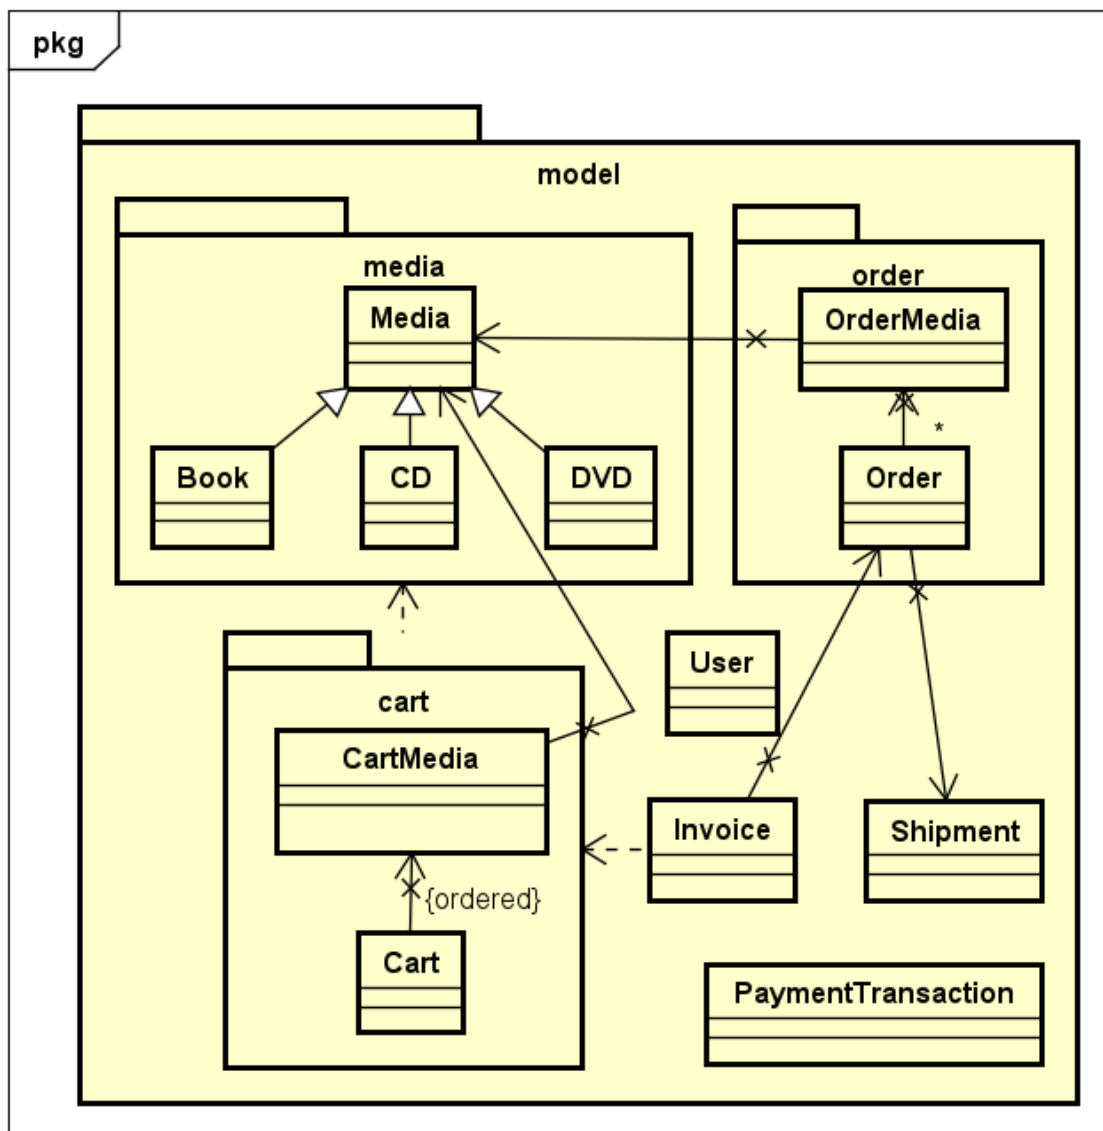 pkg
model
media
order
Media
OrderMedia
*
Book
CD
DVD
Order
User
cart
CartMedia
Invoice
Shipment
{ordered}
Cart
PaymentTransaction